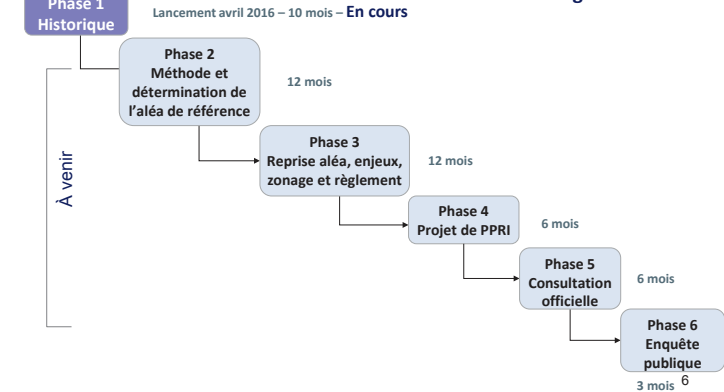 Phase 1
Historique
Lancement avril 2016 – 10 mois – En cours
Phase 2
Méthode et
détermination de
l'aléa de référence
12 mois
Phase 3
Reprise aléa, enjeux,
zonage et règlement
12 mois
À venir
Phase 4
Projet de PPRI
6 mois
Phase 5
Consultation
officielle
6 mois
Phase 6
Enquête
publique
3 mois
6